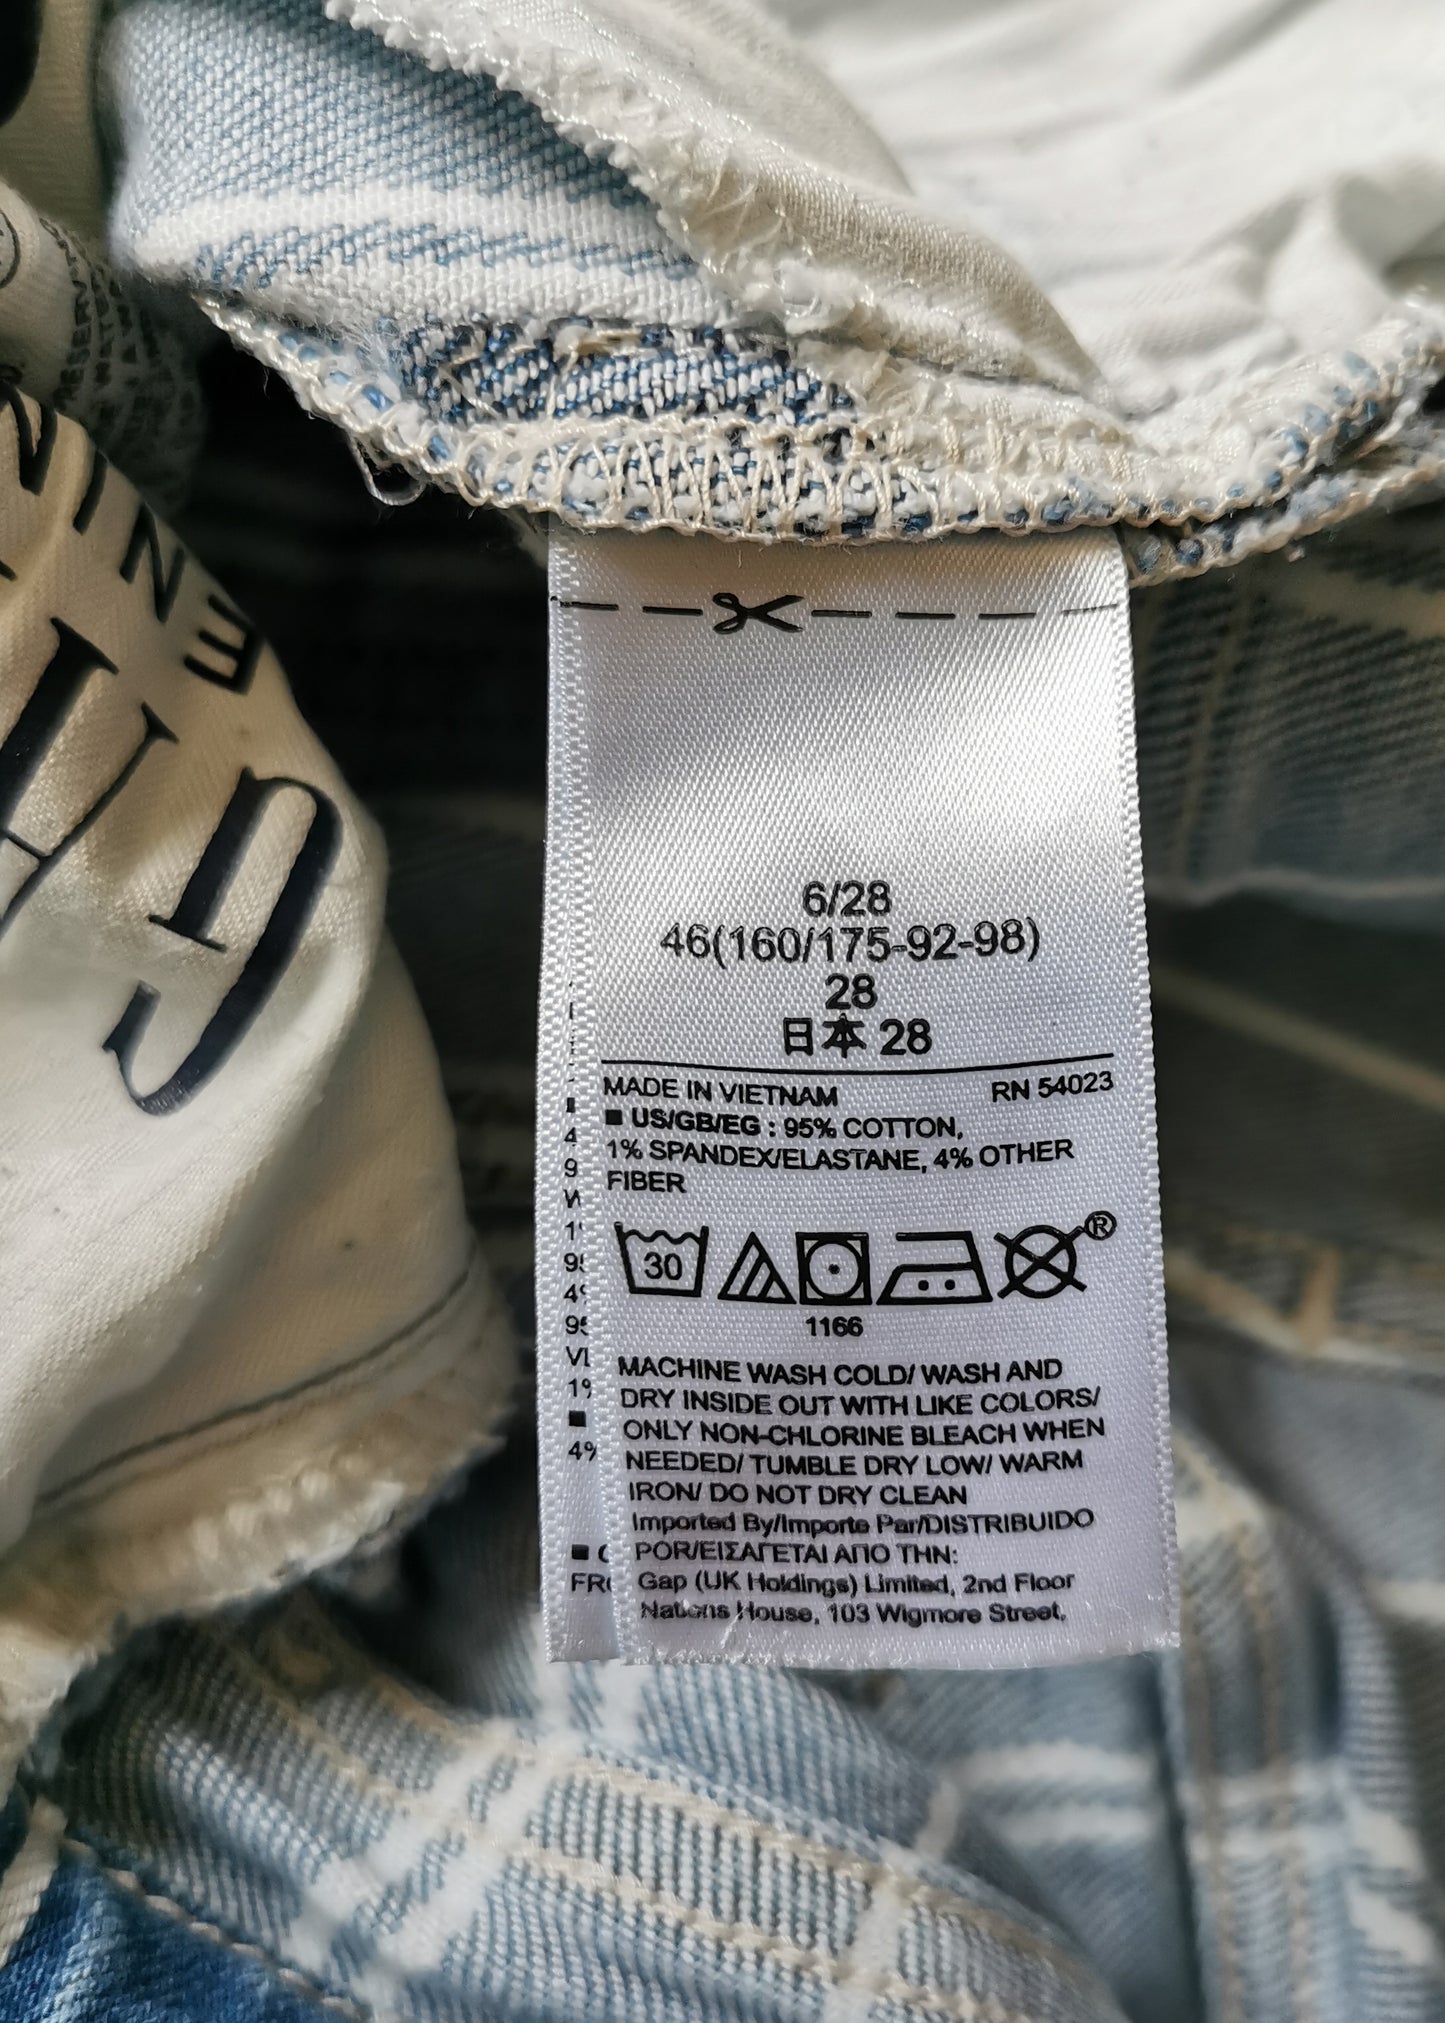 6/28
46(160/175-92-98)
28
日本 28
MADE IN VIETNAM RN 54023
■ US/GB/EG : 95% COTTON,
1% SPANDEX/ELASTANE, 4% OTHER
FIBER
30
®
1166
MACHINE WASH COLD/ WASH AND
DRY INSIDE OUT WITH LIKE COLORS/
ONLY NON-CHLORINE BLEACH WHEN
NEEDED/ TUMBLE DRY LOW/ WARM
IRON/ DO NOT DRY CLEAN
Imported By/Importe Par/DISTRIBUIDO
POR/ΕΙΣΑΓΕΤΑΙ ΑΠΟ ΤΗΝ:
Gap (UK Holdings) Limited, 2nd Floor
Nations House, 103 Wigmore Street,